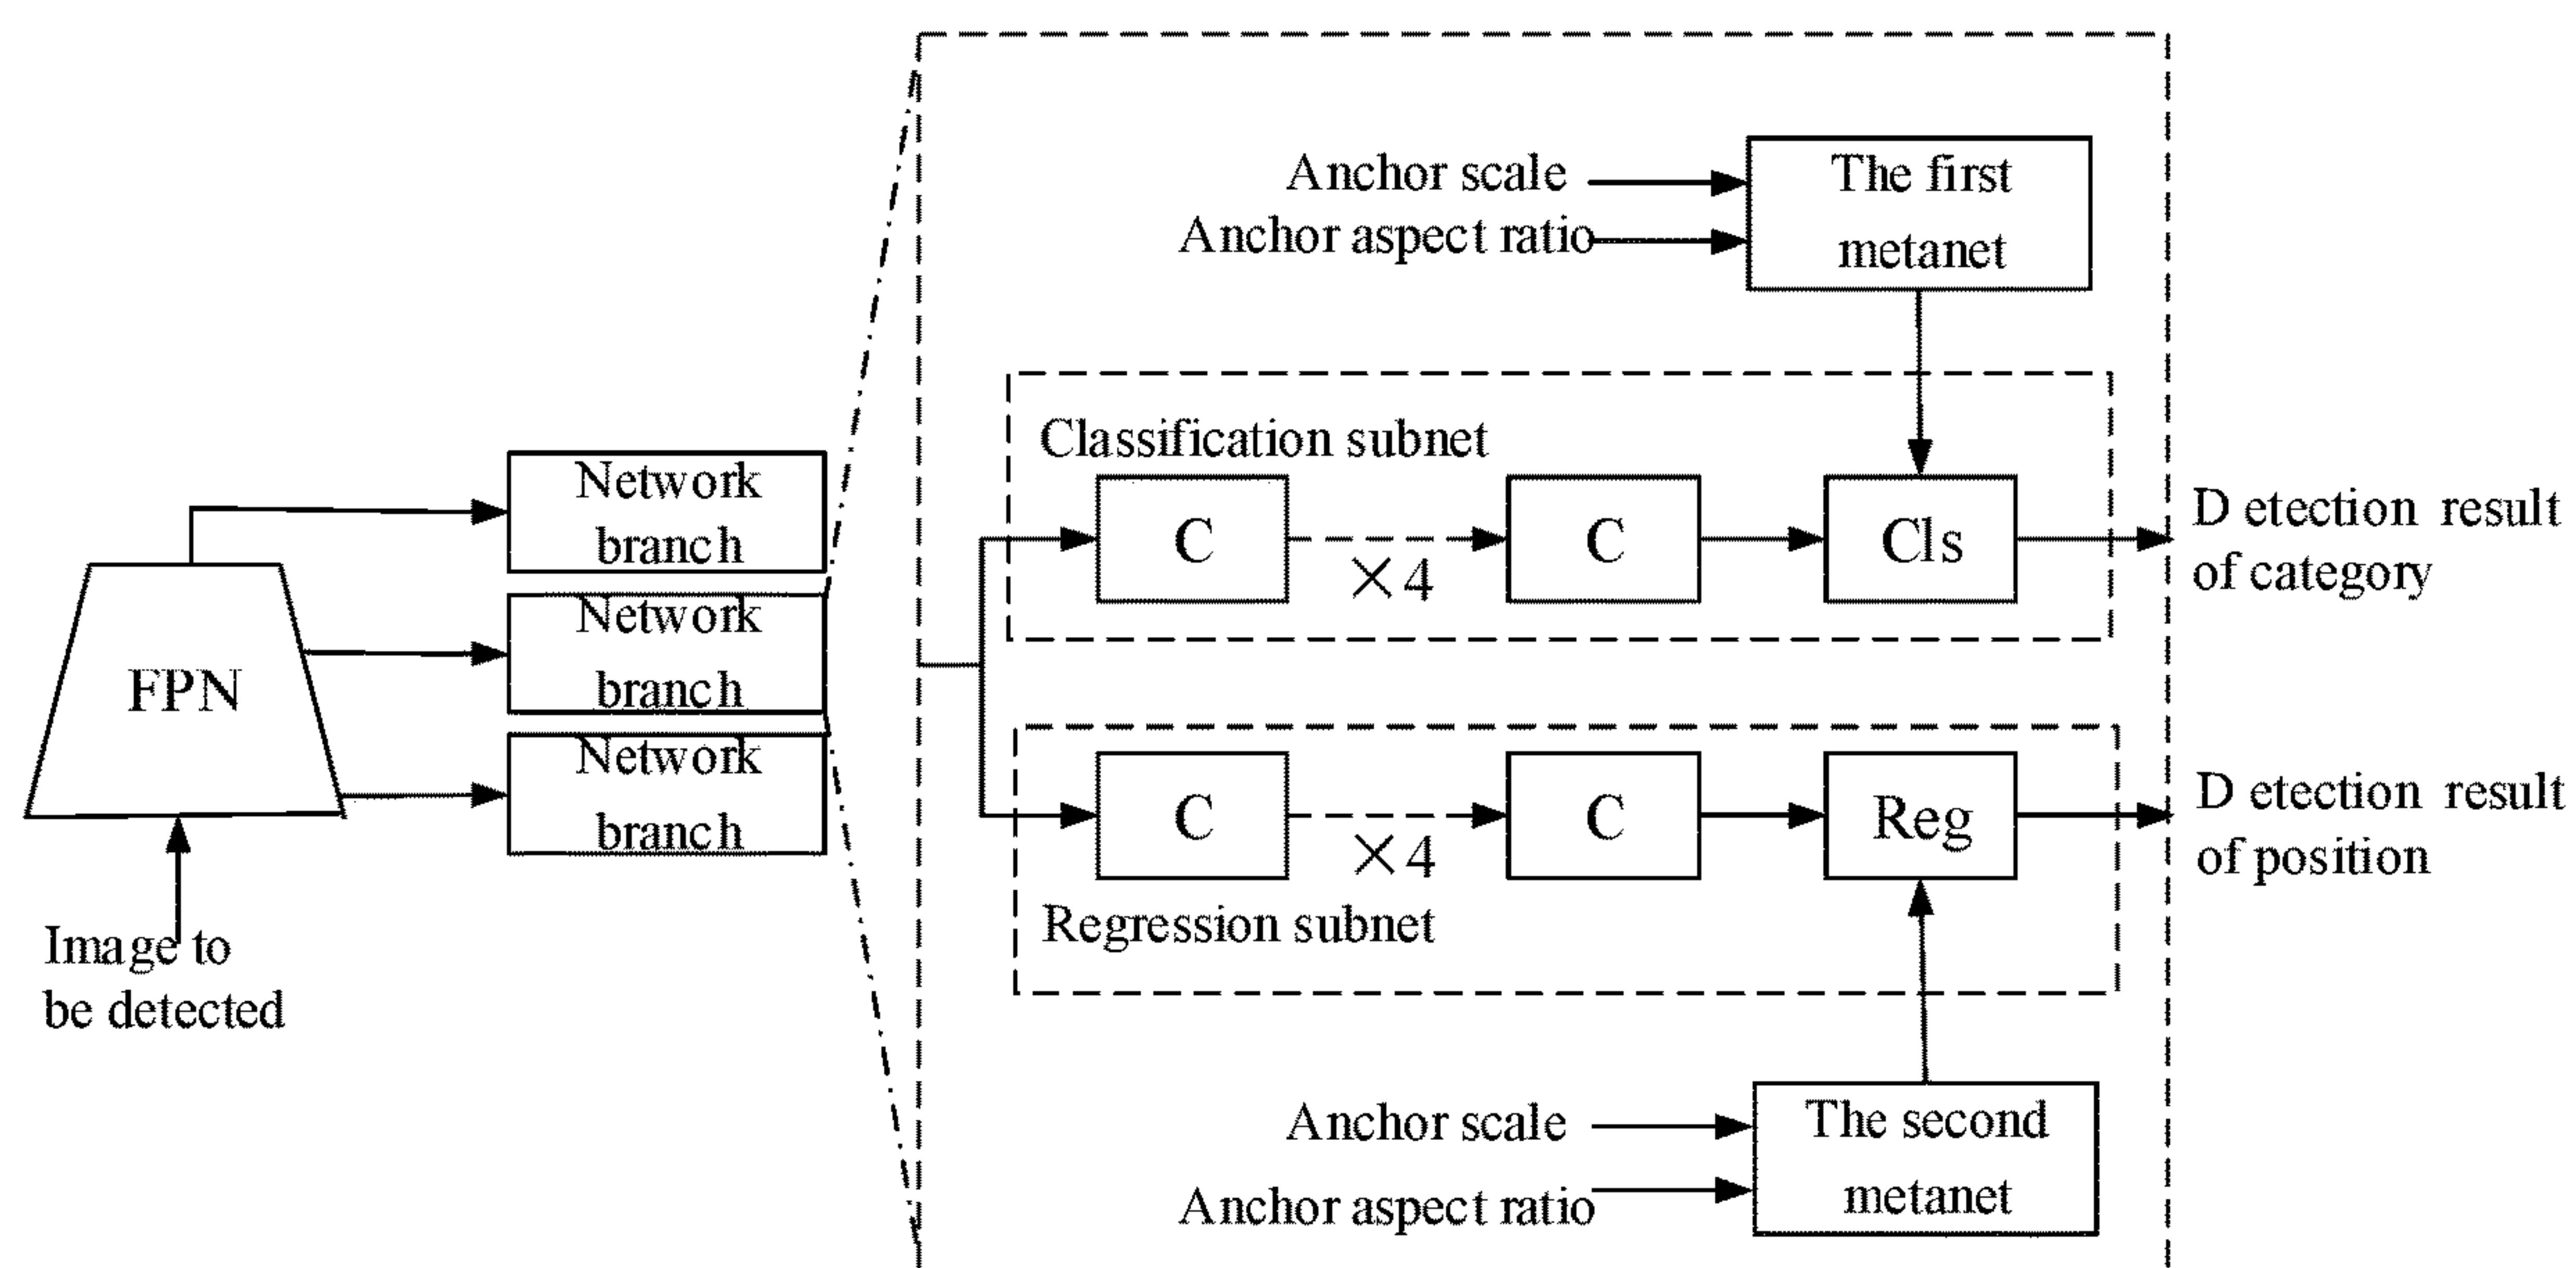 Anchor scale
Anchor aspect ratio
The first
metanet
Classification subnet
C
×4
C
Cls
D etection result
of category
Network
branch
Network
branch
Network
branch
FPN
Image to
be detected
C
×4
C
Reg
D etection result
of position
Regression subnet
Anchor scale
Anchor aspect ratio
The second
metanet